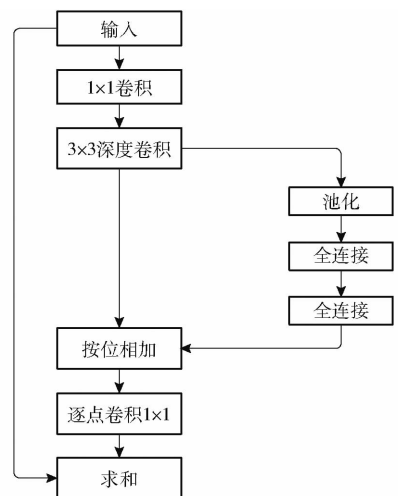 输入
1×1卷积
3×3深度卷积
池化
全连接
全连接
按位相加
逐点卷积1×1
求和